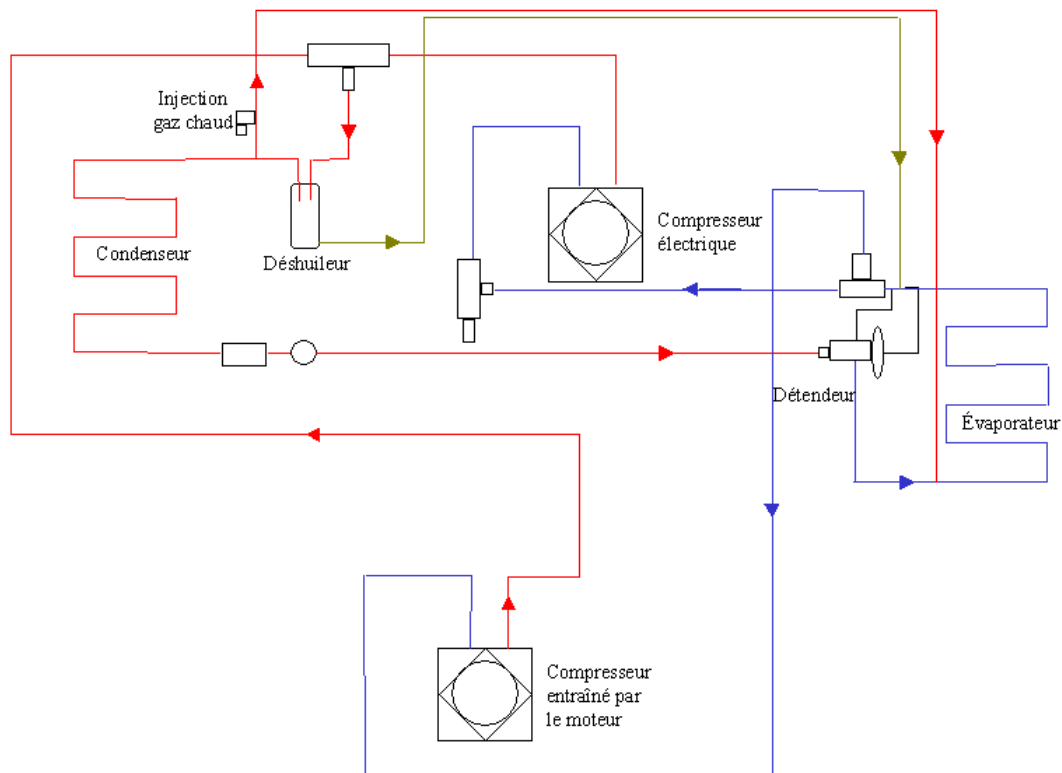 Injection
gaz chaud
Compresseur
électrique
Condenseur
Déshuileur
Détendeur
Évaporateur
Compresseur
entraîné par
le moteur